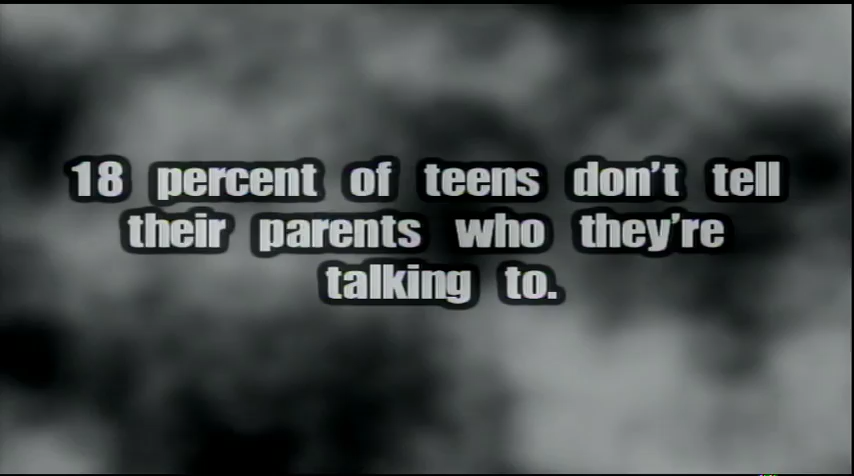 18 percent of teens don't tell
their parents who they're
talking to.